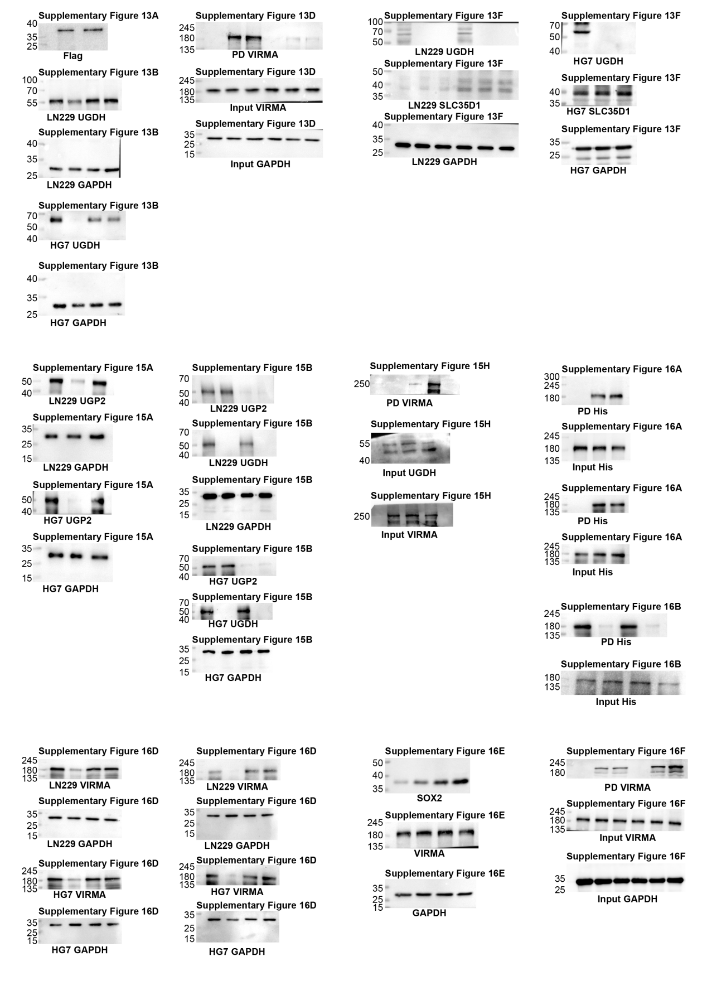 Supplementary Figure 13A
40
35
25
Flag
Supplementary Figure 13B
100
70
55
LN229 UGDH
Supplementary Figure 13B
40
35
25
LN229 GAPDH
Supplementary Figure 13B
70
50
40
HG7 UGDH
Supplementary Figure 13B
40
35
25
HG7 GAPDH
Supplementary Figure 13D
245
180
135
PD VIRMA
Supplementary Figure 13D
245
180
135
Input VIRMA
Supplementary Figure 13D
35
25
15
Input GAPDH
Supplementary Figure 13F
100
70
50
LN229 UGDH
Supplementary Figure 13F
50
40
35
LN229 SLC35D1
Supplementary Figure 13F
40
35
25
LN229 GAPDH
Supplementary Figure 13F
70
50
40
HG7 UGDH
Supplementary Figure 13F
40
35
HG7 SLC35D1
Supplementary Figure 13F
35
25
HG7 GAPDH
Supplementary Figure 15A
50
40
LN229 UGP2
Supplementary Figure 15A
35
25
15
LN229 GAPDH
Supplementary Figure 15A
50
40
HG7 UGP2
Supplementary Figure 15A
35
25
15
HG7 GAPDH
Supplementary Figure 15B
70
50
40
LN229 UGP2
Supplementary Figure 15B
70
50
40
LN229 UGDH
Supplementary Figure 15B
35
25
15
LN229 GAPDH
Supplementary Figure 15B
70
50
40
HG7 UGP2
Supplementary Figure 15B
70
50
40
HG7 UGDH
Supplementary Figure 15B
35
25
15
HG7 GAPDH
Supplementary Figure 15H
250
PD VIRMA
Supplementary Figure 15H
55
40
Input UGDH
Supplementary Figure 15H
250
Input VIRMA
Supplementary Figure 16A
300
245
180
PD His
Supplementary Figure 16A
245
180
135
Input His
Supplementary Figure 16A
245
180
135
PD His
Supplementary Figure 16A
245
180
135
Input His
Supplementary Figure 16B
245
180
135
PD His
Supplementary Figure 16B
180
135
Input His
Supplementary Figure 16D
245
180
135
LN229 VIRMA
Supplementary Figure 16D
35
25
15
LN229 GAPDH
Supplementary Figure 16D
245
180
135
HG7 VIRMA
Supplementary Figure 16D
35
25
15
HG7 GAPDH
Supplementary Figure 16D
245
180
135
LN229 VIRMA
Supplementary Figure 16D
35
25
15
LN229 GAPDH
Supplementary Figure 16D
245
180
135
HG7 VIRMA
Supplementary Figure 16D
35
25
15
HG7 GAPDH
Supplementary Figure 16E
50
40
35
SOX2
Supplementary Figure 16E
245
180
135
VIRMA
Supplementary Figure 16E
35
25
15
GAPDH
Supplementary Figure 16F
245
180
PD VIRMA
Supplementary Figure 16F
245
180
135
Input VIRMA
Supplementary Figure 16F
35
25
Input GAPDH